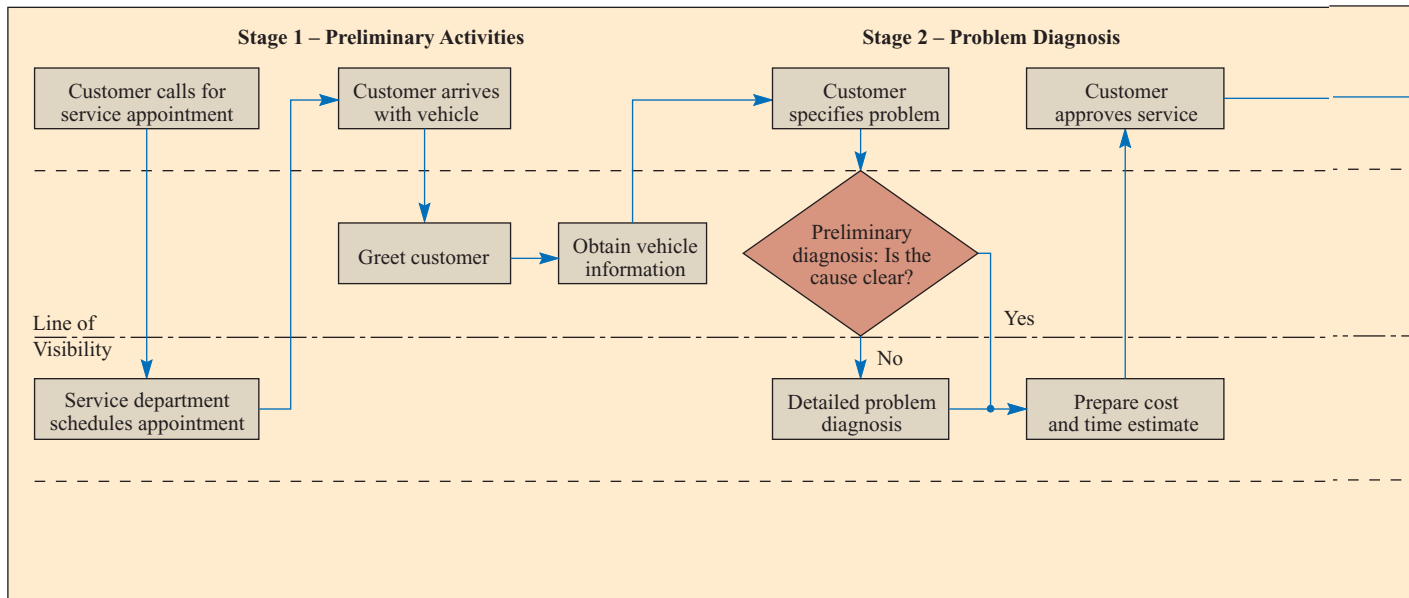 Stage 1 – Preliminary Activities
Stage 2 – Problem Diagnosis
Customer calls for
service appointment
Customer arrives
with vehicle
Customer
specifies problem
Customer
approves service
Greet customer
Obtain vehicle
information
Preliminary
diagnosis: Is the
cause clear?
Line of
Visibility
Yes
No
Service department
schedules appointment
Detailed problem
diagnosis
Prepare cost
and time estimate